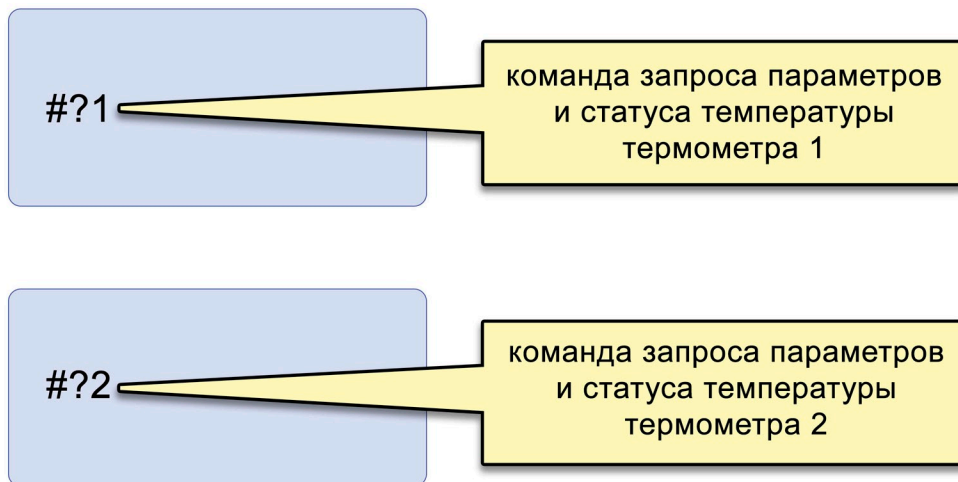 #?1
команда запроса параметров
и статуса температуры
термометра 1
#?2
команда запроса параметров
и статуса температуры
термометра 2